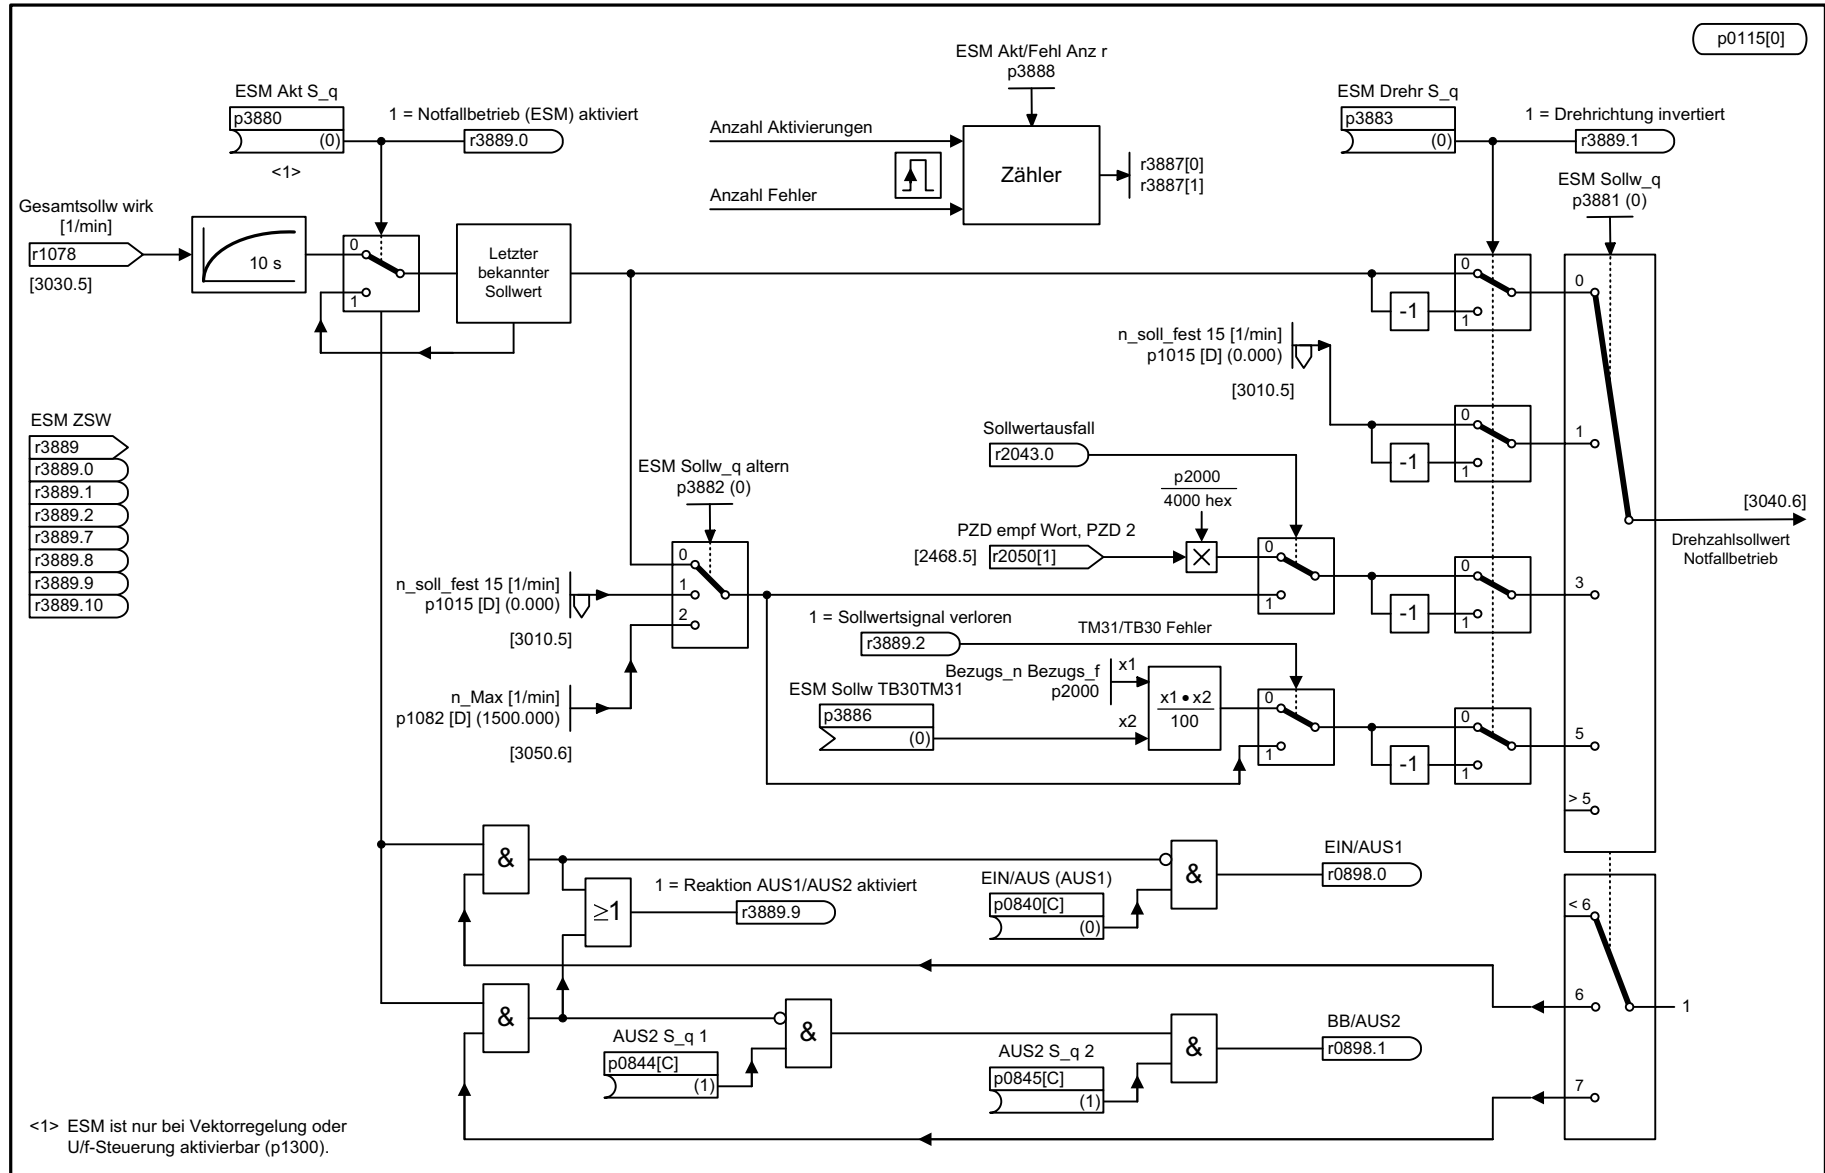 p0115[0]
ESM Akt/Fehl Anz r
p3888
ESM Akt S_q
p3880
(0)
<1>
1 = Notfallbetrieb (ESM) aktiviert
r3889.0
Anzahl Aktivierungen
Anzahl Fehler
Zähler
r3887[0]
r3887[1]
ESM Drehr S_q
p3883
(0)
1 = Drehrichtung invertiert
r3889.1
ESM Sollw_q
p3881 (0)
Gesamtsollw wirk
[1/min]
r1078
[3030.5]
10 s
0
1
Letzter
bekannter
Sollwert
0
-1
1
0
n_soll_fest 15 [1/min]
p1015 [D] (0.000)
[3010.5]
0
-1
1
1
ESM ZSW
r3889
r3889.0
r3889.1
r3889.2
r3889.7
r3889.8
r3889.9
r3889.10
Sollwertausfall
r2043.0
ESM Sollw_q altern
p3882 (0)
0
1
2
n_soll_fest 15 [1/min]
p1015 [D] (0.000)
[3010.5]
n_Max [1/min]
p1082 [D] (1500.000)
[3050.6]
p2000
4000 hex
PZD empf Wort, PZD 2
[2468.5]
r2050[1]
0
1
0
-1
1
3
[3040.6]
Drehzahlsollwert
Notfallbetrieb
1 = Sollwertsignal verloren
r3889.2
TM31/TB30 Fehler
Bezugs_n Bezugs_f
p2000
x1
ESM Sollw TB30TM31
p3886
(0)
x2
x1 • x2
100
0
1
0
-1
1
5
> 5
&
1 = Reaktion AUS1/AUS2 aktiviert
≥1
r3889.9
EIN/AUS (AUS1)
p0840[C]
(0)
&
EIN/AUS1
r0898.0
< 6
6
1
7
&
AUS2 S_q 1
p0844[C]
(1)
&
AUS2 S_q 2
p0845[C]
(1)
&
BB/AUS2
r0898.1
<1> ESM ist nur bei Vektorregelung oder
U/f-Steuerung aktivierbar (p1300).